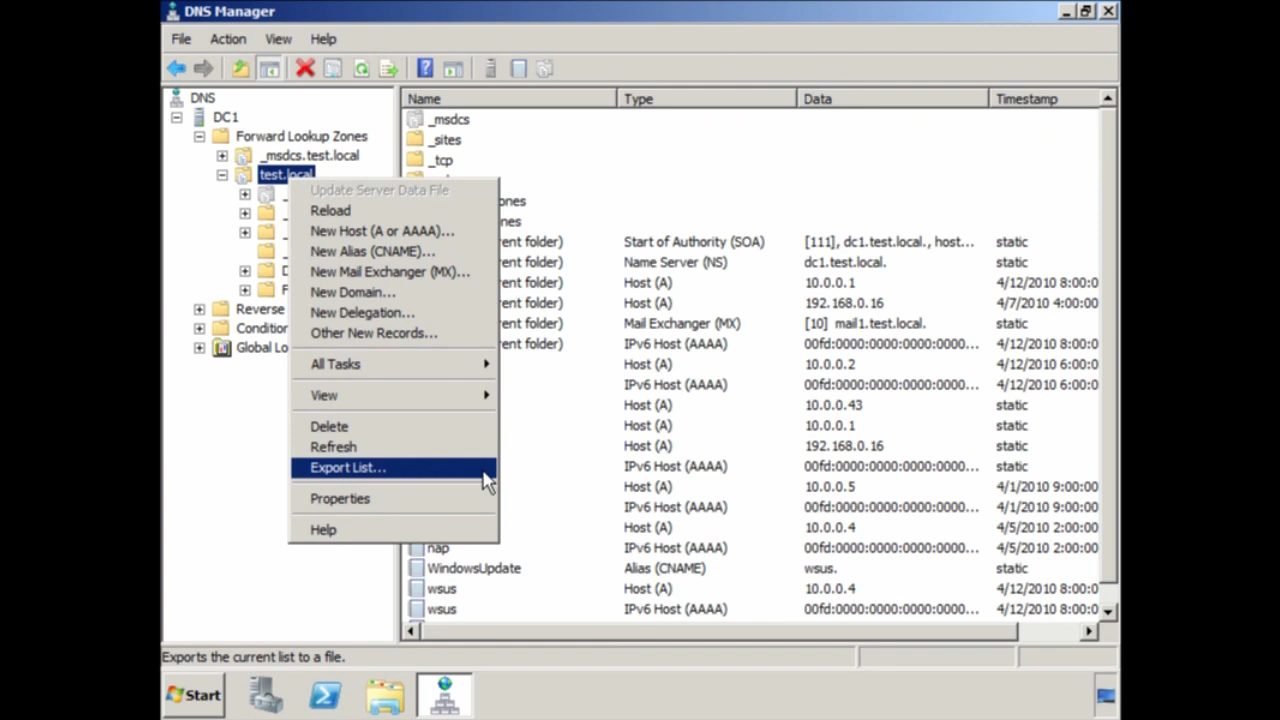 DNS Manager
File Action View Help
DNS
DC1
Forward Lookup Zones
_msdcs.test.local
test.local
Reverse
Condition
Global Lo
Update Server Data File
Reload
New Host (A or AAAA)...
New Alias (CNAME)...
New Mail Exchanger (MX)...
New Domain...
New Delegation...
Other New Records...
All Tasks
View
Delete
Refresh
Export List...
Properties
Help
Name Type Data Timestamp
_msdcs
_sites
_tcp
ones
nes
ent folder) Start of Authority (SOA) [111], dc1.test.local., host... static
ent folder) Name Server (NS) dc1.test.local. static
ent folder) Host (A) 10.0.0.1 4/12/2010 8:00:0
ent folder) Host (A) 192.168.0.16 4/7/2010 4:00:00
ent folder) Mail Exchanger (MX) [10] mail1.test.local. static
ent folder) IPv6 Host (AAAA) 00fd:0000:0000:0000:0000... 4/12/2010 8:00:0
Host (A) 10.0.0.2 4/12/2010 6:00:0
IPv6 Host (AAAA) 00fd:0000:0000:0000:0000... 4/12/2010 6:00:0
Host (A) 10.0.0.43 static
Host (A) 10.0.0.1 static
Host (A) 192.168.0.16 static
IPv6 Host (AAAA) 00fd:0000:0000:0000:0000... static
Host (A) 10.0.0.5 4/1/2010 9:00:00
IPv6 Host (AAAA) 00fd:0000:0000:0000:0000... 4/1/2010 9:00:00
Host (A) 10.0.0.4 4/5/2010 2:00:00
nap IPv6 Host (AAAA) 00fd:0000:0000:0000:0000... 4/5/2010 2:00:00
WindowsUpdate Alias (CNAME) wsus. static
wsus Host (A) 10.0.0.4 4/12/2010 8:00:0
wsus IPv6 Host (AAAA) 00fd:0000:0000:0000:0000... 4/12/2010 8:00:0
Exports the current list to a file.
Start